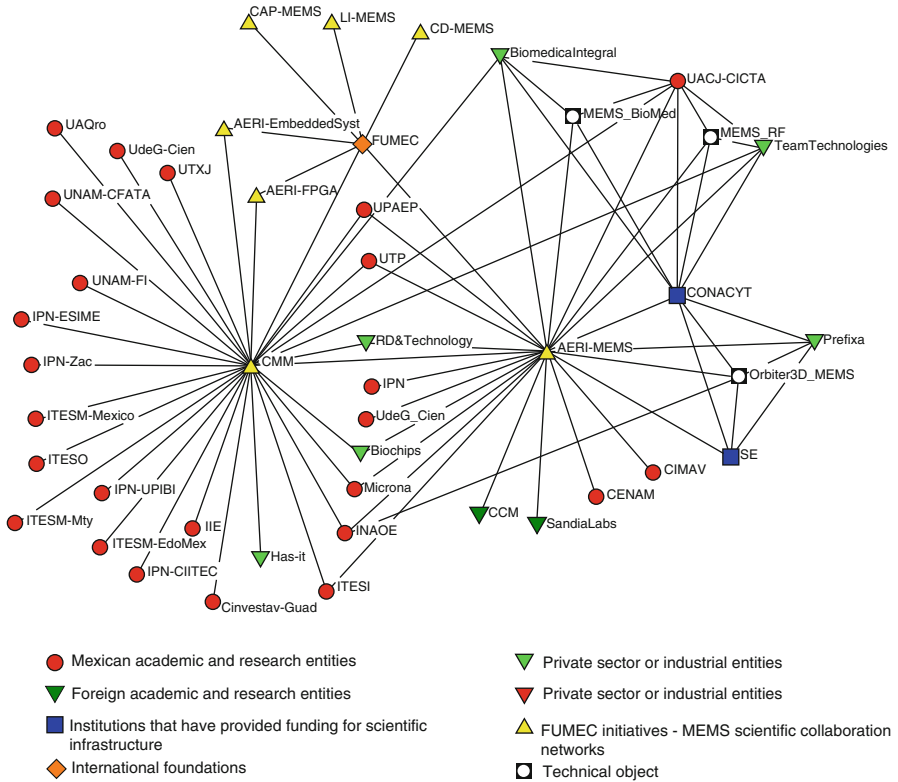 CAP-MEMS
LI-MEMS
CD-MEMS
BiomedicaIntegral
UACJ-CICTA
MEMS_BioMed
MEMS_RF
TeamTechnologies
UAQro
AERI-EmbeddedSyst
FUMEC
UdeG-Cien
UTXJ
UNAM-CFATA
AERI-FPGA
UPAEP
UTP
UNAM-FI
CONACYT
IPN-ESIME
RD&Technology
AERI-MEMS
Prefixa
IPN-Zac
CMM
Orbiter3D_MEMS
IPN
ITESM-Mexico
UdeG_Cien
ITESO
Biochips
SE
IPN-UPIBI
Microna
CIMAV
CENAM
ITESM-Mty
IIE
INAOE
CCM
SandiaLabs
ITESM-EdoMex
Has-it
IPN-CIITEC
ITESI
Cinvestav-Guad
Mexican academic and research entities
Foreign academic and research entities
Institutions that have provided funding for scientific
infrastructure
International foundations
Private sector or industrial entities
Private sector or industrial entities
FUMEC initiatives - MEMS scientific collaboration
networks
Technical object